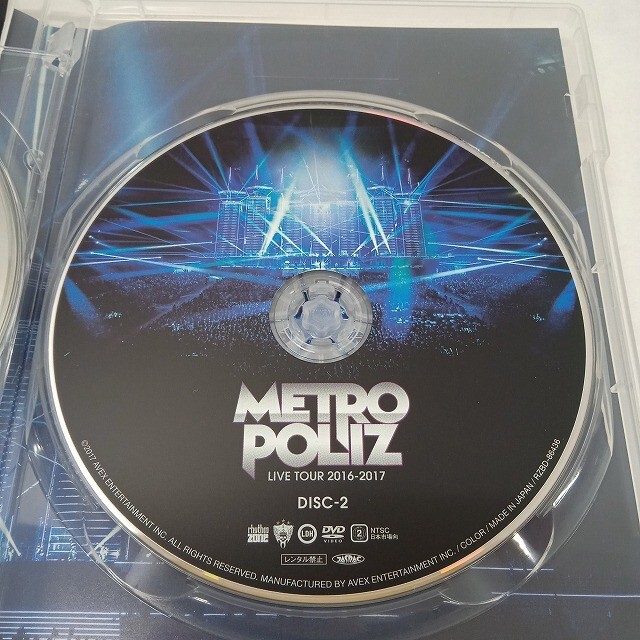 METRO
POLIZ
LIVE TOUR 2016-2017
DISC-2
rhythm
zone
LDH
DVD
VIDEO
2
NTSC
日本市場向
レンタル禁止
JASRAC
©2017 AVEX ENTERTAINMENT INC. ALL RIGHTS RESERVED. MANUFACTURED BY AVEX ENTERTAINMENT INC. / COLOR / MADE IN JAPAN / RZBD-86436